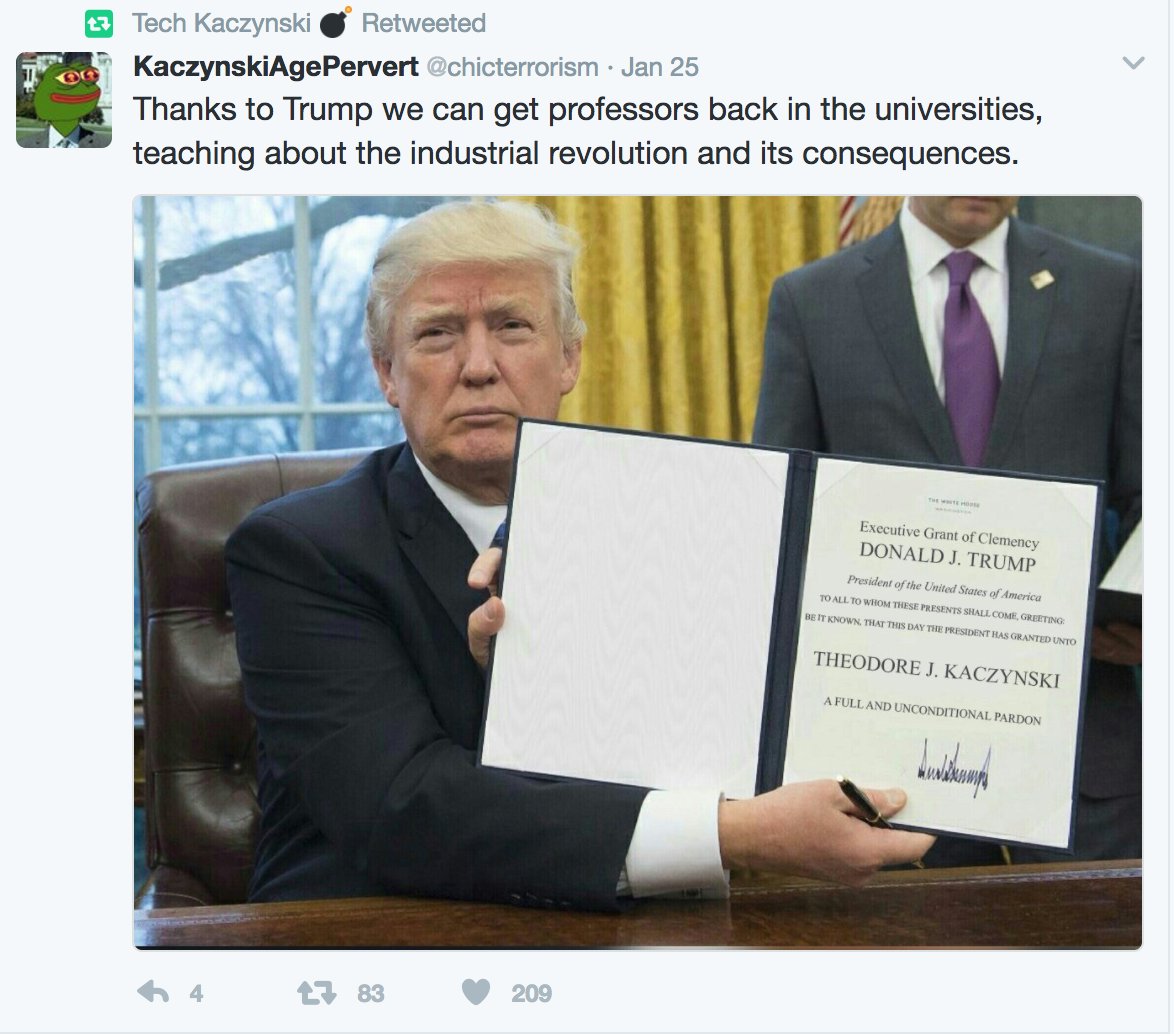 Tech Kaczynski 💣 Retweeted
KaczynskiAgePervert @chicterrorism · Jan 25
Thanks to Trump we can get professors back in the universities,
teaching about the industrial revolution and its consequences.
THE WHITE HOUSE
WASHINGTON
Executive Grant of Clemency
DONALD J. TRUMP
President of the United States of America
TO ALL TO WHOM THESE PRESENTS SHALL COME, GREETING:
BE IT KNOWN, THAT THIS DAY THE PRESIDENT HAS GRANTED UNTO
THEODORE J. KACZYNSKI
A FULL AND UNCONDITIONAL PARDON
4 83 209